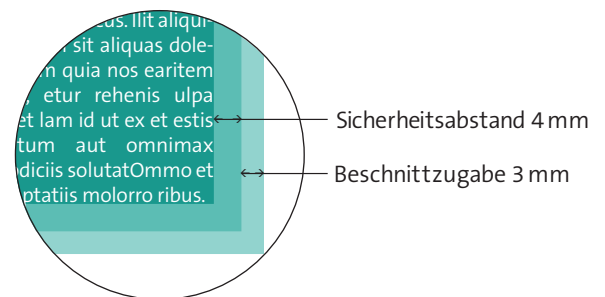 Ilit aliqui-
sit aliquas dole-
quia nos earitem
etur rehenis ulpa
et lam id ut ex et estis
tum aut omnimax
diciis solutatOmmo et
ptatiis molorro ribus.
Sicherheitsabstand 4 mm
Beschnittzugabe 3 mm